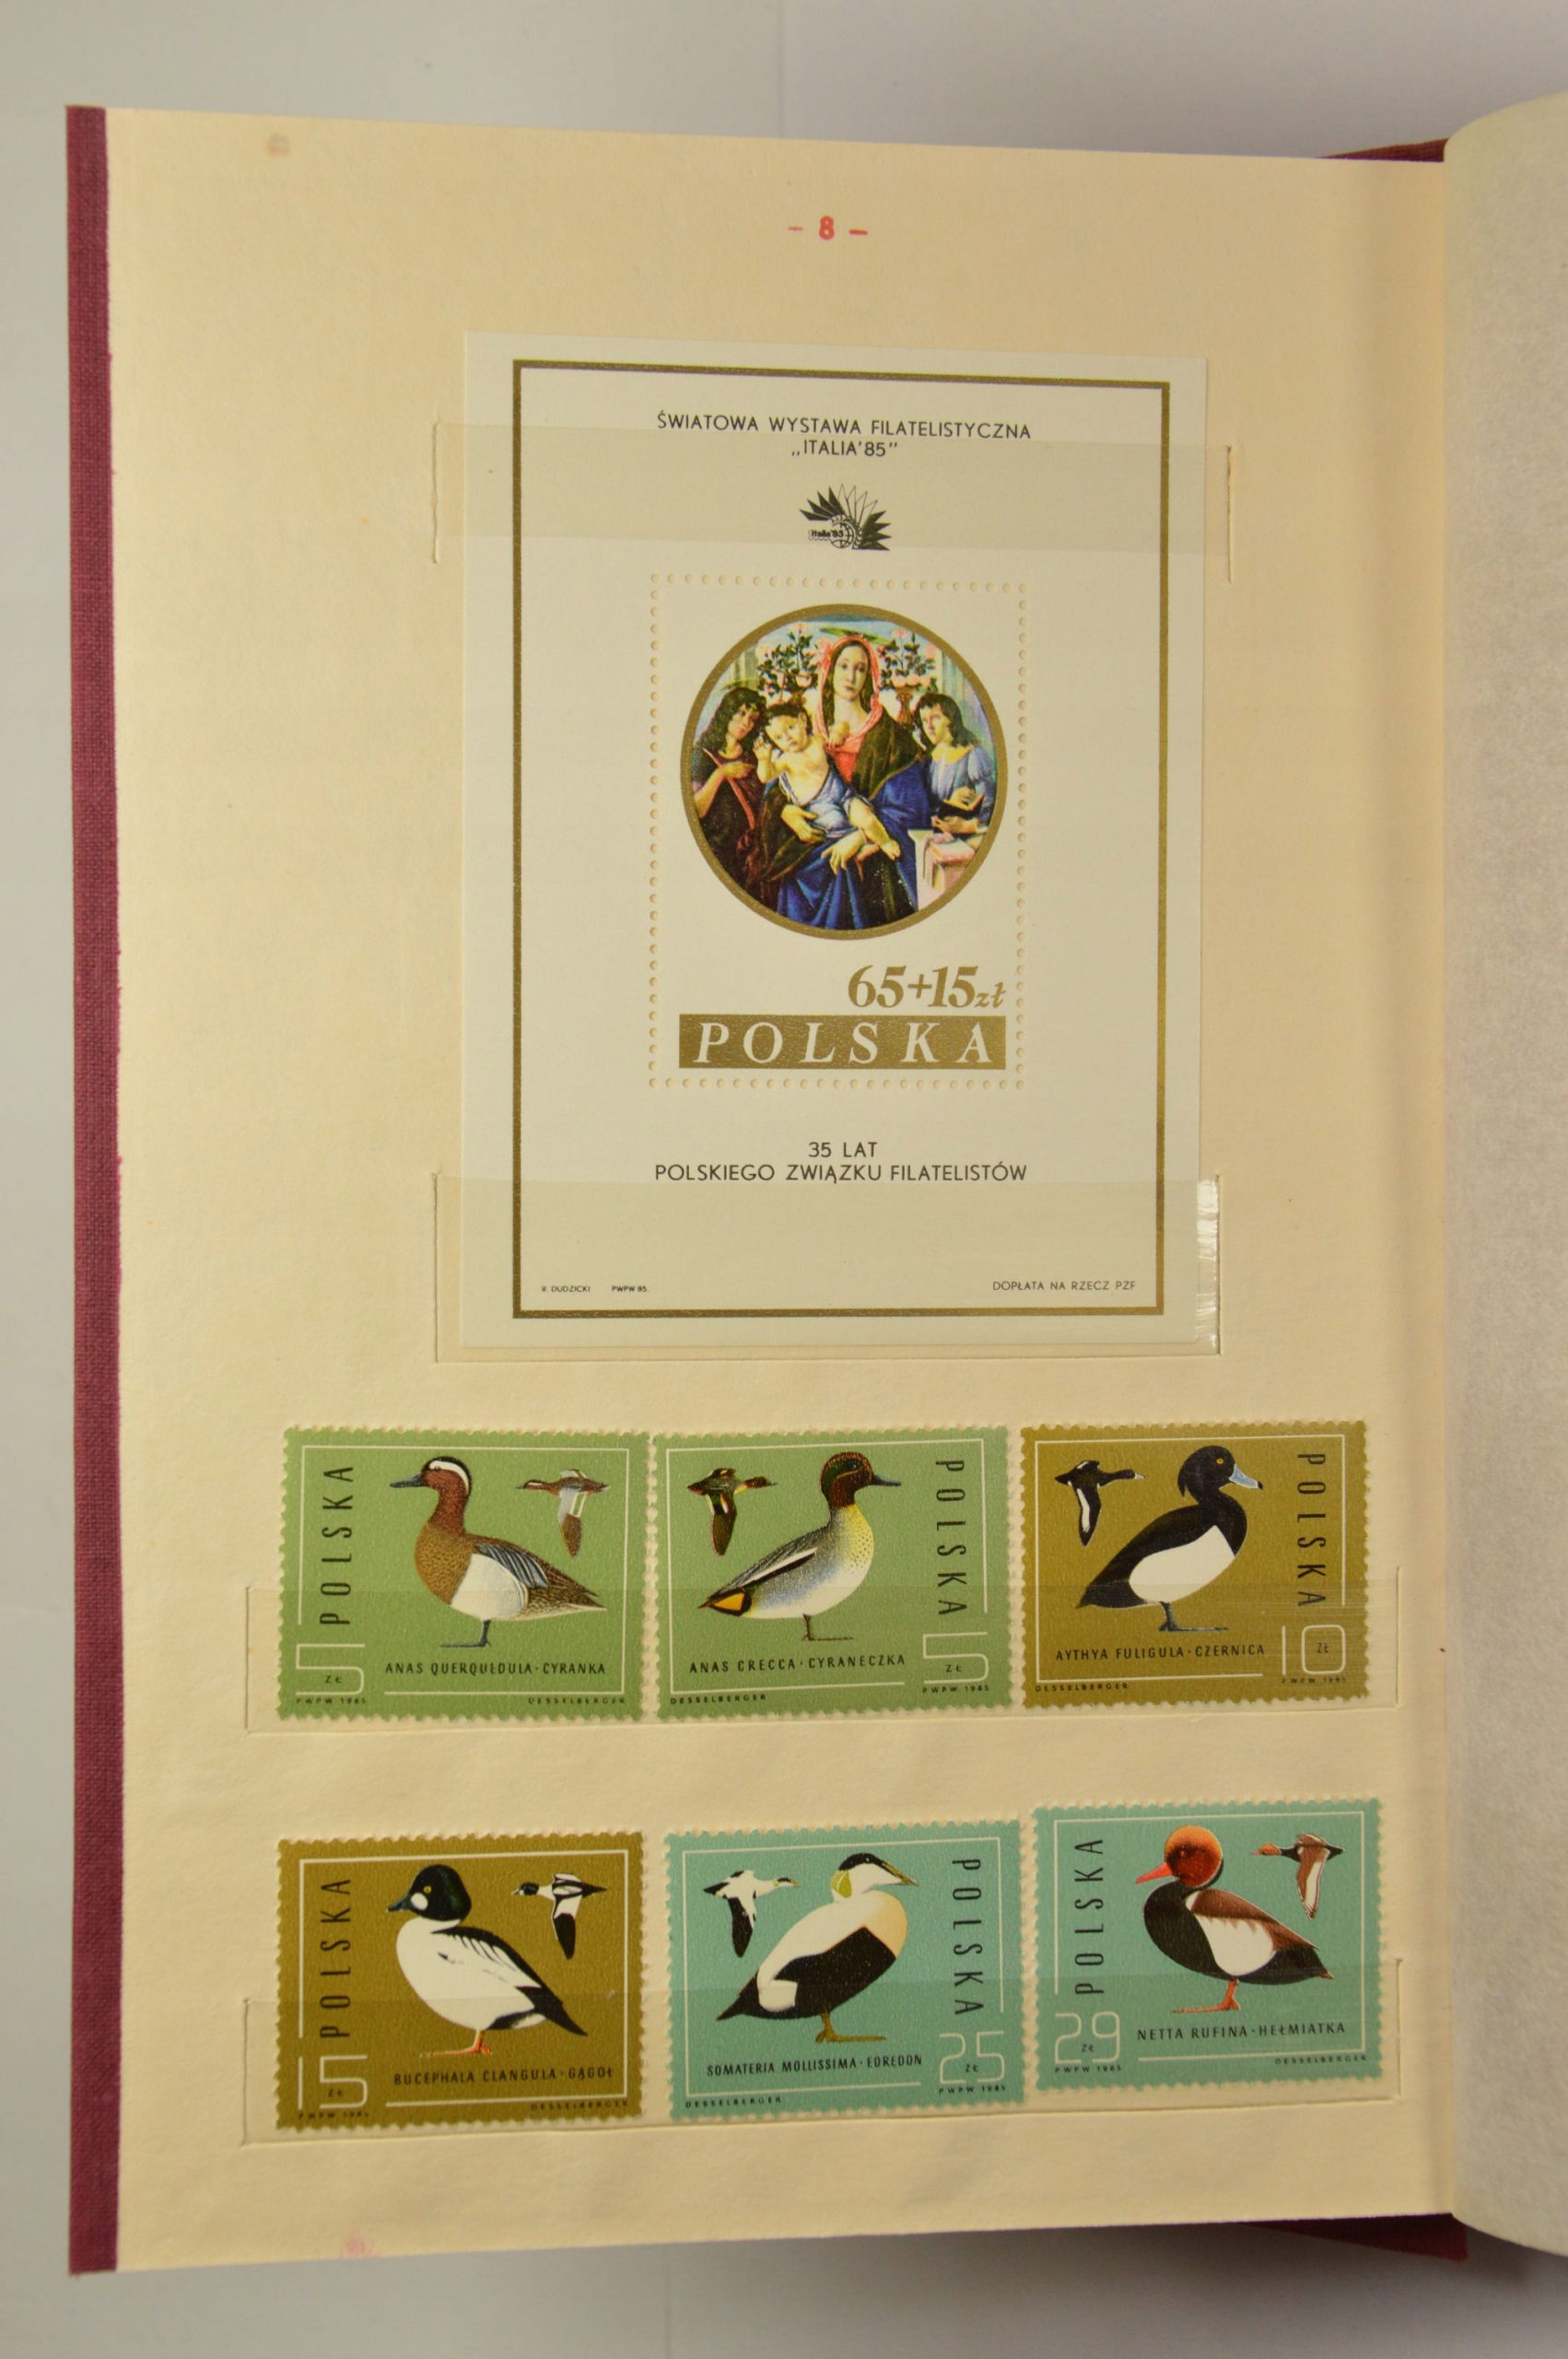 - 8 -
ŚWIATOWA WYSTAWA FILATELISTYCZNA
„ITALIA'85”
Italia'85
65+15zł
POLSKA
35 LAT
POLSKIEGO ZWIĄZKU FILATELISTÓW
R. DUDZICKI PWPW 85.
DOPŁATA NA RZECZ PZF
POLSKA
5 ZŁ
ANAS QUERQUEDULA · CYRANKA
PWPW 1985
DESSELBERGER
POLSKA
ANAS CRECCA · CYRANECZKA
5 ZŁ
DESSELBERGER
PWPW 1985
POLSKA
AYTHYA FULIGULA · CZERNICA
10 ZŁ
DESSELBERGER
PWPW 1985
POLSKA
15 ZŁ
BUCEPHALA CLANGULA · GĄGOŁ
PWPW 1985
DESSELBERGER
POLSKA
SOMATERIA MOLLISSIMA · EDREDON
25 ZŁ
DESSELBERGER
PWPW 1985
POLSKA
29 ZŁ
NETTA RUFINA · HEŁMIATKA
PWPW 1985
DESSELBERGER